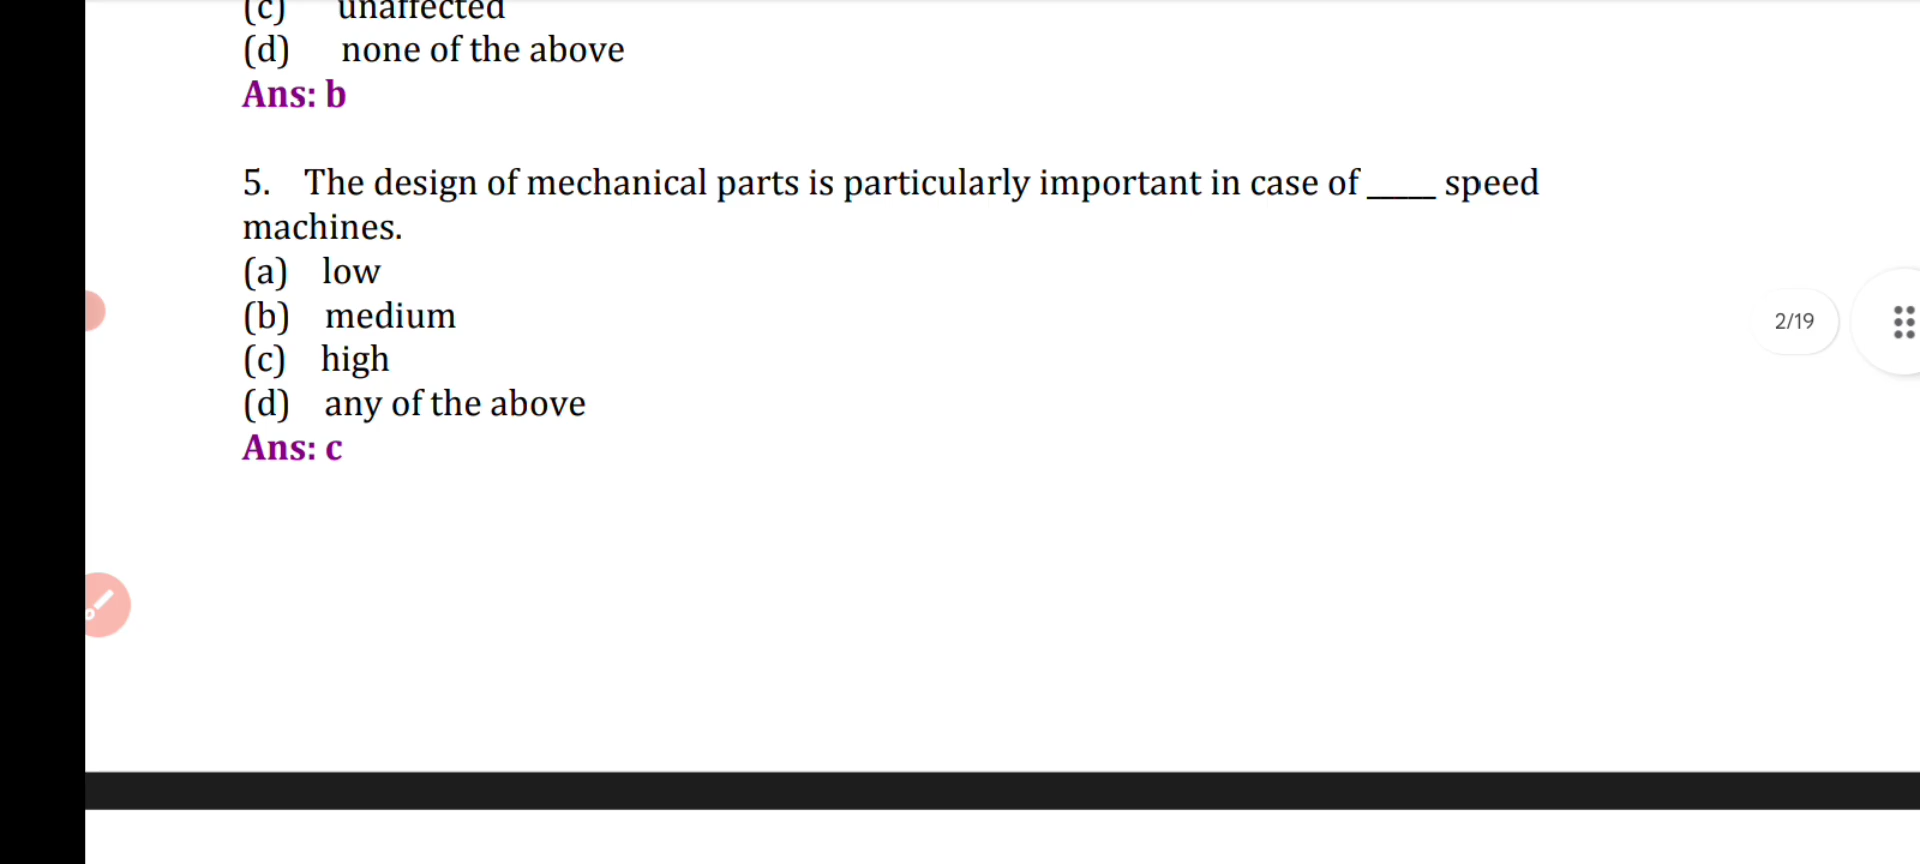 (c) unaffected
(d) none of the above
Ans: b
5. The design of mechanical parts is particularly important in case of _____ speed
machines.
(a) low
(b) medium
(c) high
(d) any of the above
Ans: c
2/19